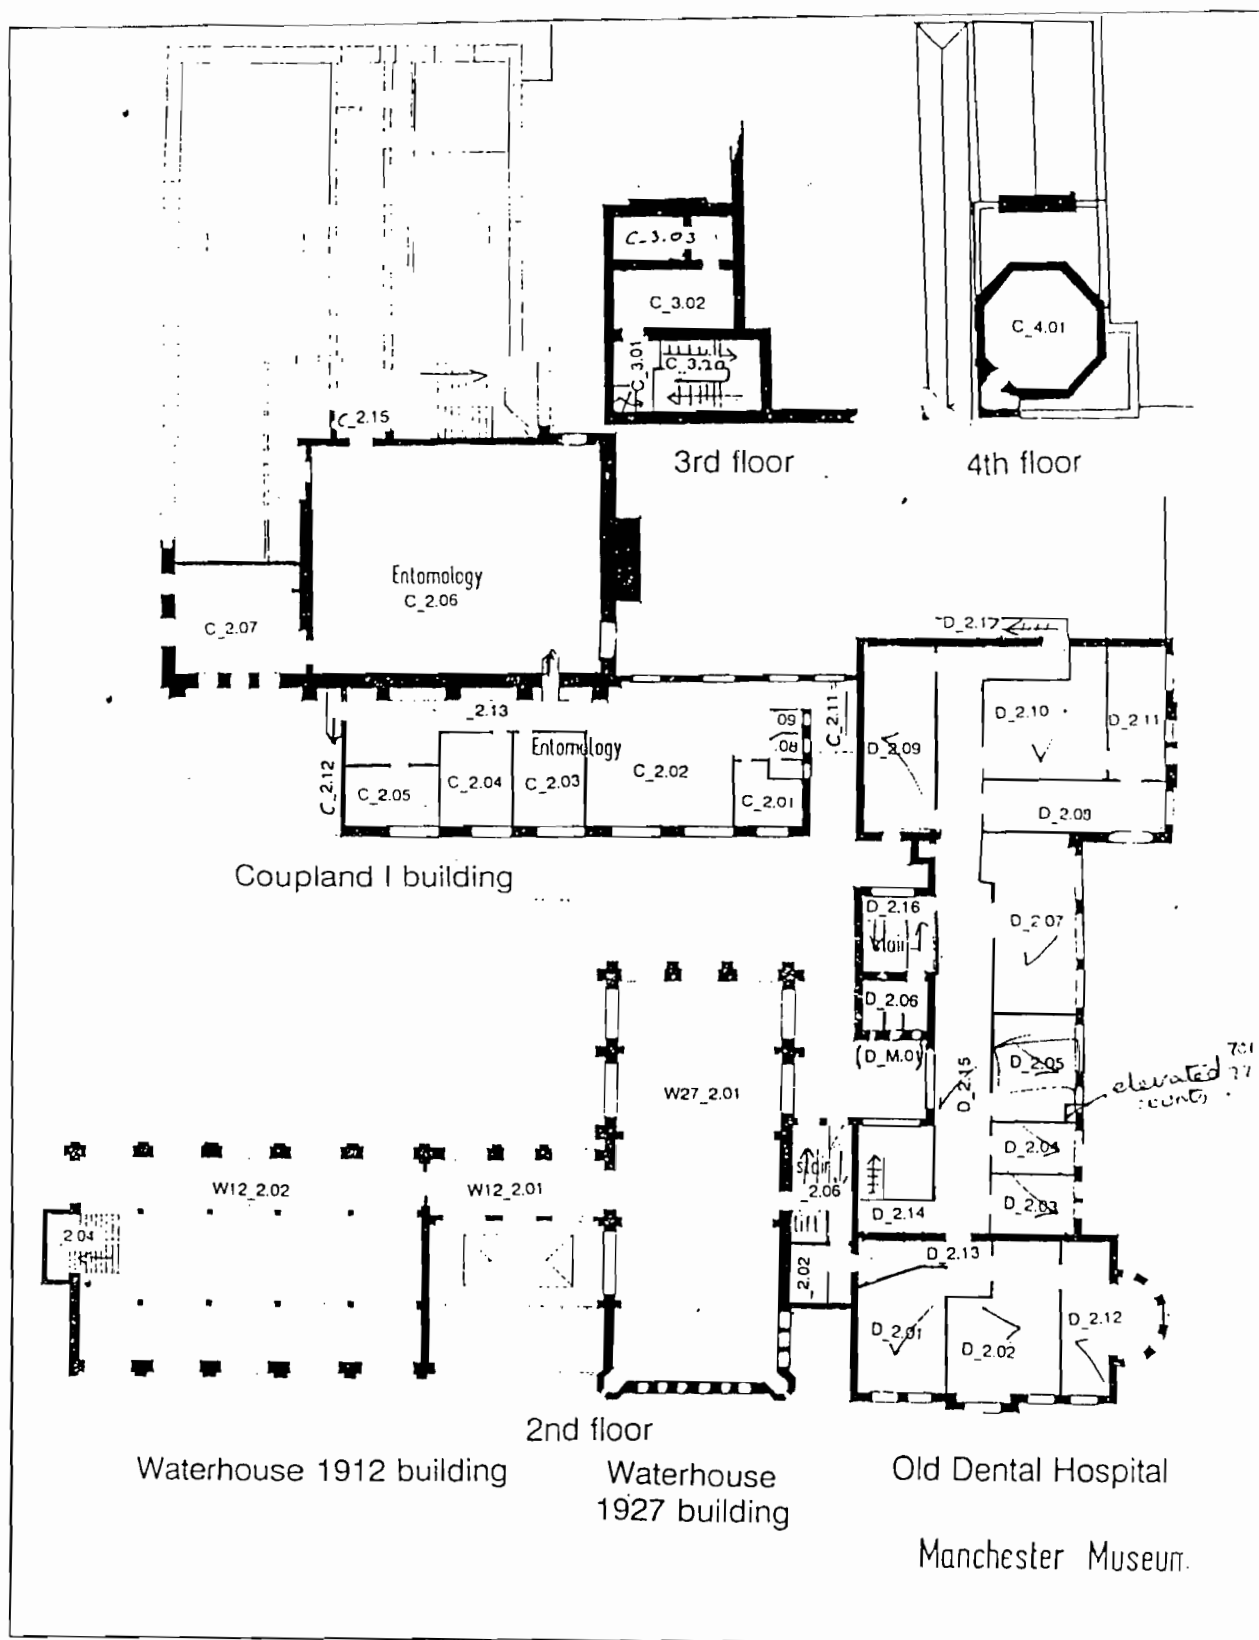 C_3.03
C_3.02
C_3.01
C_3.20
3rd floor
C_4.01
4th floor
C_2.15
Entomology
C_2.06
C_2.07
_2.13
Entomology
C_2.12
C_2.05
C_2.04
C_2.03
C_2.02
C_2.01
09
08
C_2.11
Coupland I building
D_2.17
D_2.09
D_2.10
D_2.11
D_2.08
D_2.16
D_2.07
D_2.06
(D_M.0)
D_2.15
D_2.05
elevated
D_2.04
D_2.03
D_2.14
D_2.13
D_2.01
D_2.02
D_2.12
W27_2.01
stair
_2.06
lift
_2.02
W12_2.02
W12_2.01
2.04
2nd floor
Waterhouse 1912 building
Waterhouse
1927 building
Old Dental Hospital
Manchester Museum